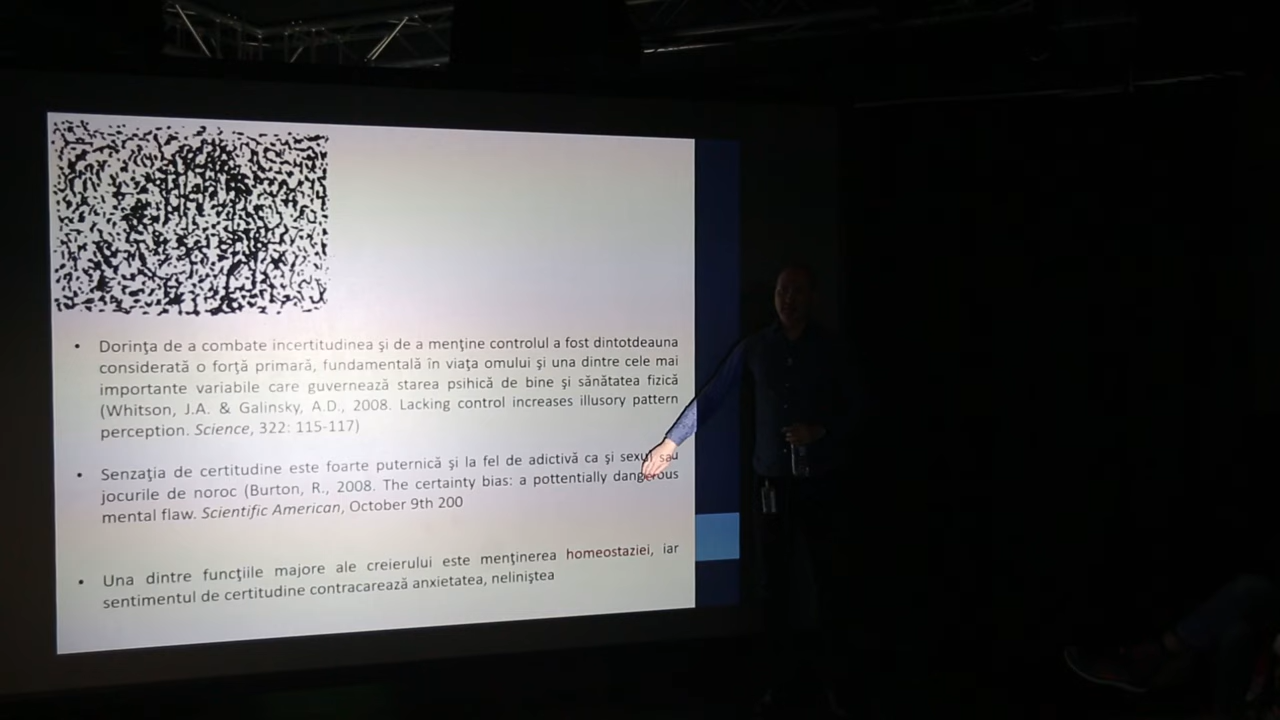 • Dorinţa de a combate incertitudinea şi de a menţine controlul a fost dintotdeauna
considerată o forţă primară, fundamentală în viaţa omului şi una dintre cele mai
importante variabile care guvernează starea psihică de bine şi sănătatea fizică
(Whitson, J.A. & Galinsky, A.D., 2008. Lacking control increases illusory pattern
perception. Science, 322: 115-117)
• Senzaţia de certitudine este foarte puternică şi la fel de adictivă ca şi sexul sau
jocurile de noroc (Burton, R., 2008. The certainty bias: a pottentially dangerous
mental flaw. Scientific American, October 9th 200
• Una dintre funcţiile majore ale creierului este menţinerea homeostaziei, iar
sentimentul de certitudine contracarează anxietatea, neliniştea